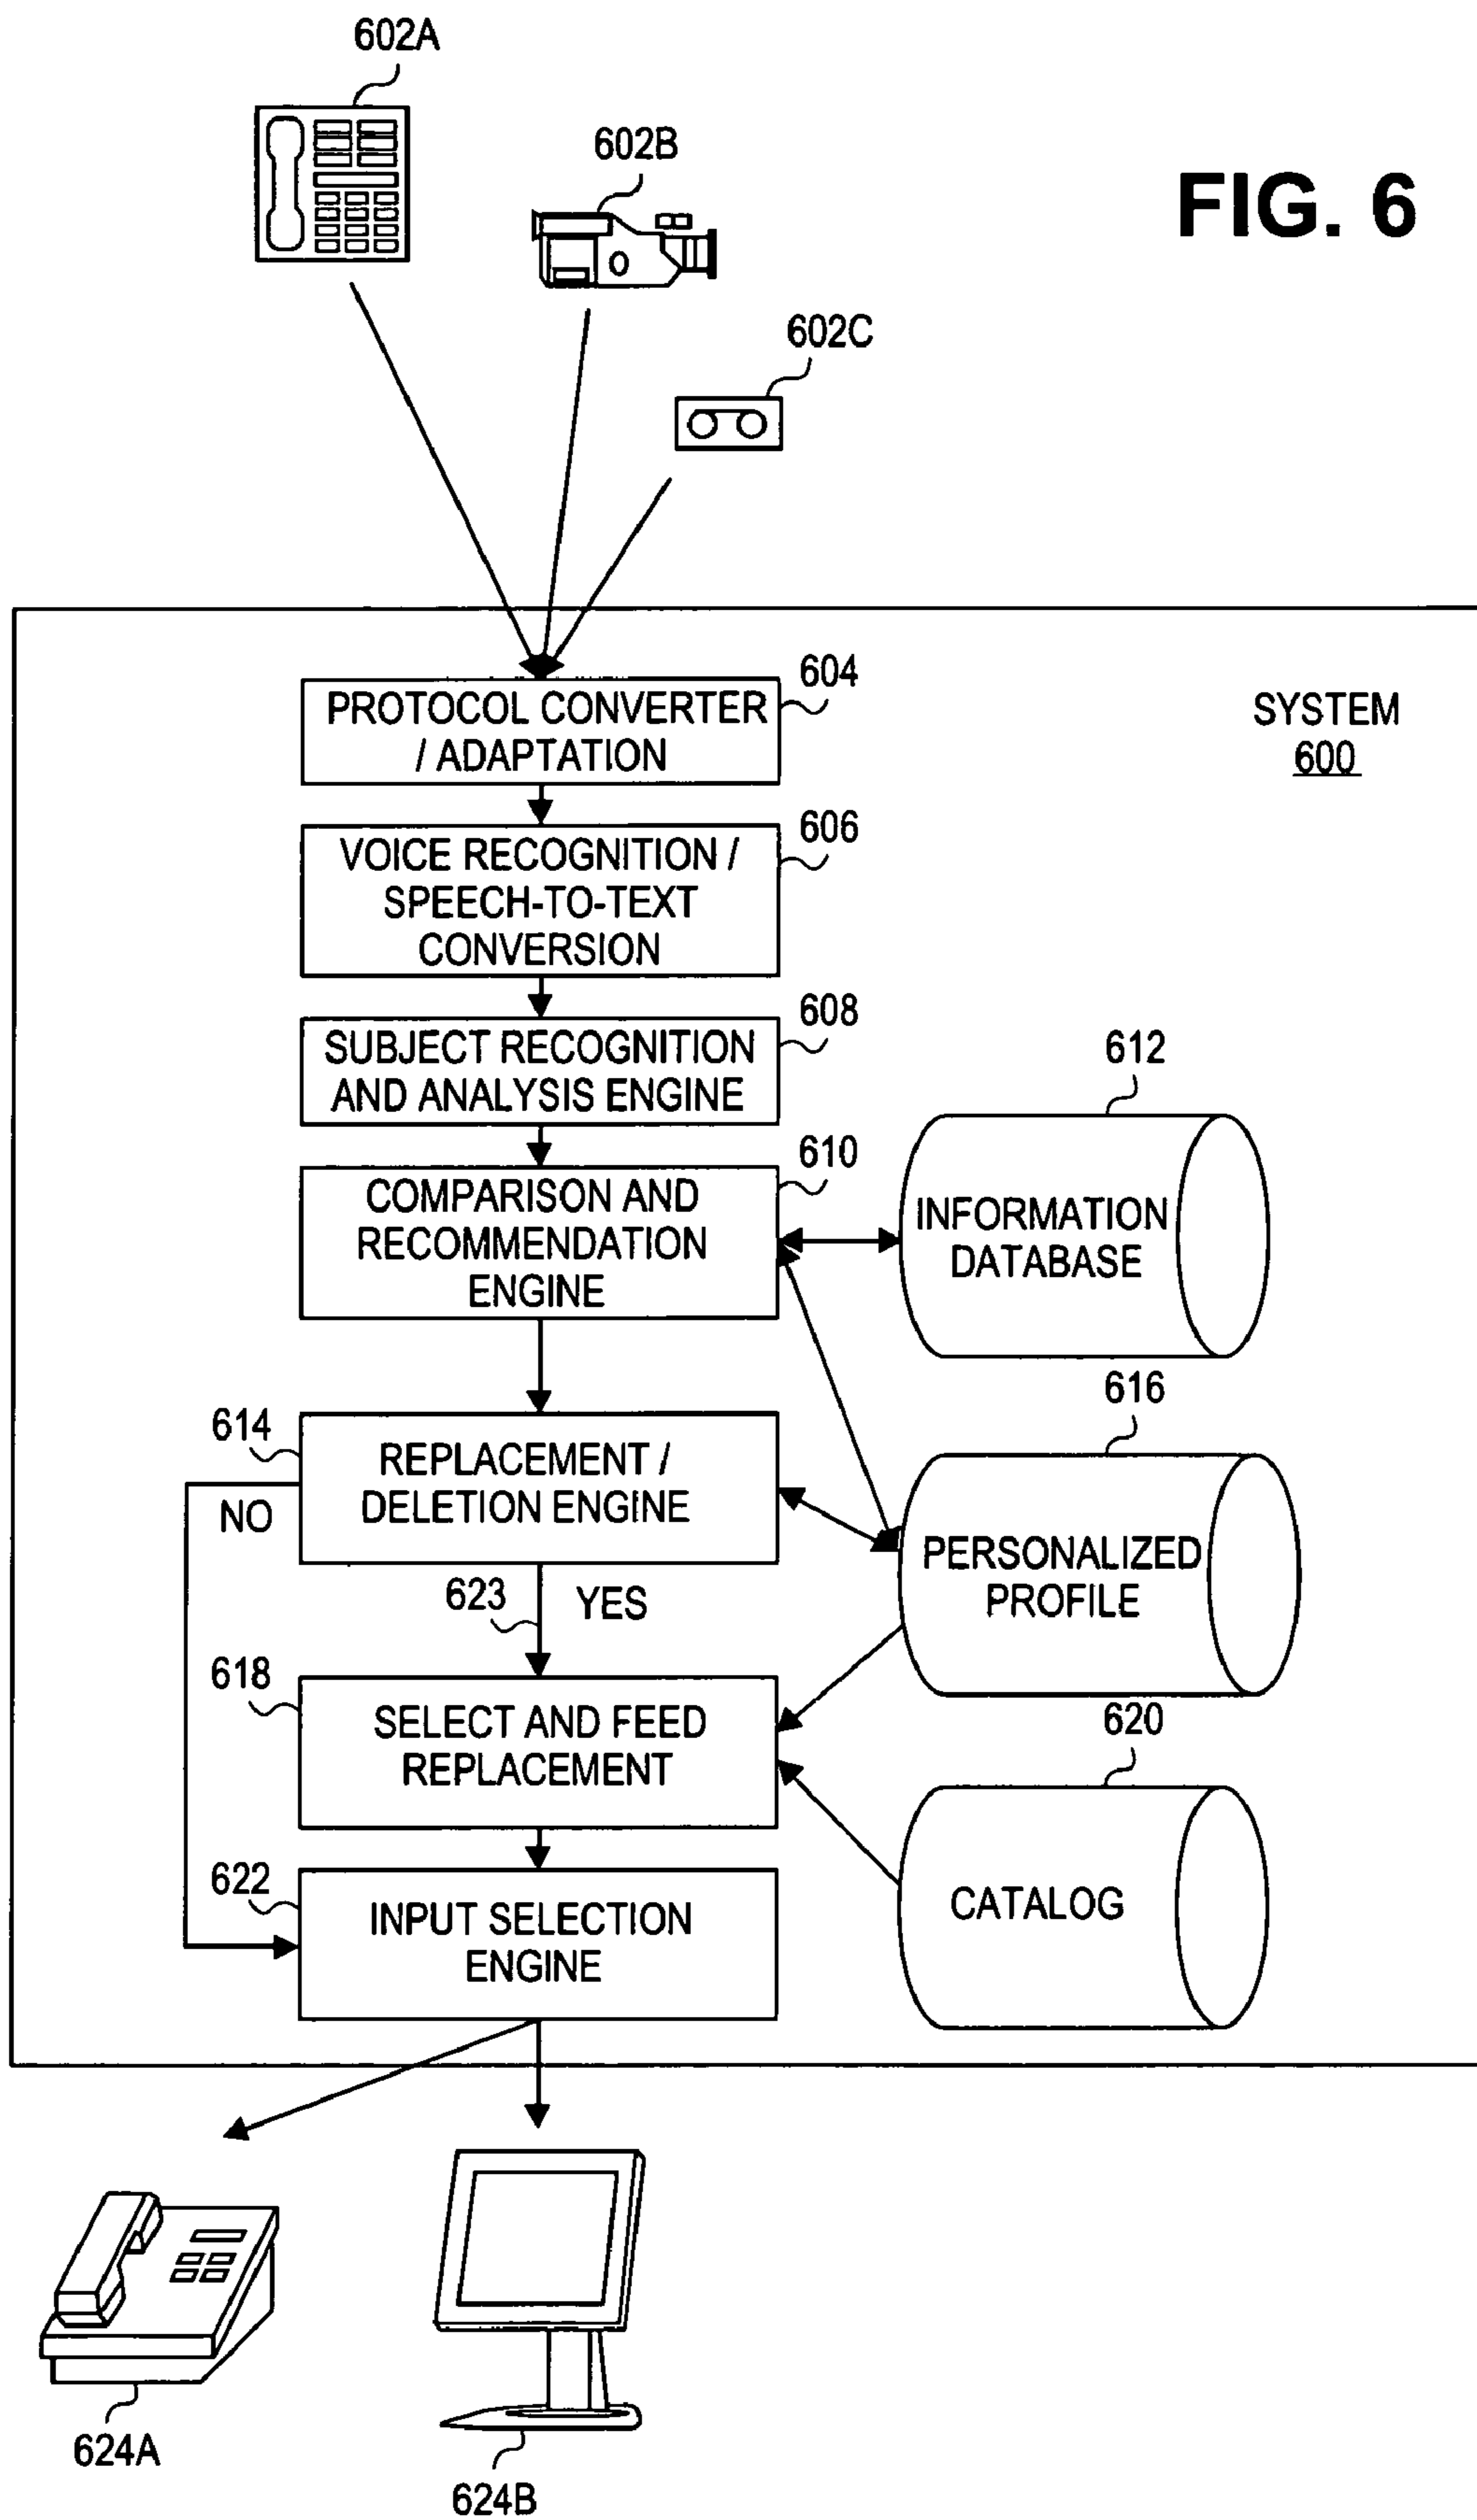 602A
602B
FIG. 6
602C
604
PROTOCOL CONVERTER
/ ADAPTATION
SYSTEM
600
606
VOICE RECOGNITION /
SPEECH-TO-TEXT
CONVERSION
608
SUBJECT RECOGNITION
AND ANALYSIS ENGINE
612
610
COMPARISON AND
RECOMMENDATION
ENGINE
INFORMATION
DATABASE
616
614
REPLACEMENT /
DELETION ENGINE
NO
PERSONALIZED
PROFILE
623
YES
618
SELECT AND FEED
REPLACEMENT
620
622
INPUT SELECTION
ENGINE
CATALOG
624A
624B